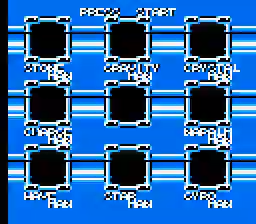 PRESS START
STONE MAN
GRAVITY MAN
CRYSTAL MAN
CHARGE MAN
NAPALM MAN
WAVE MAN
STAR MAN
GYRO MAN